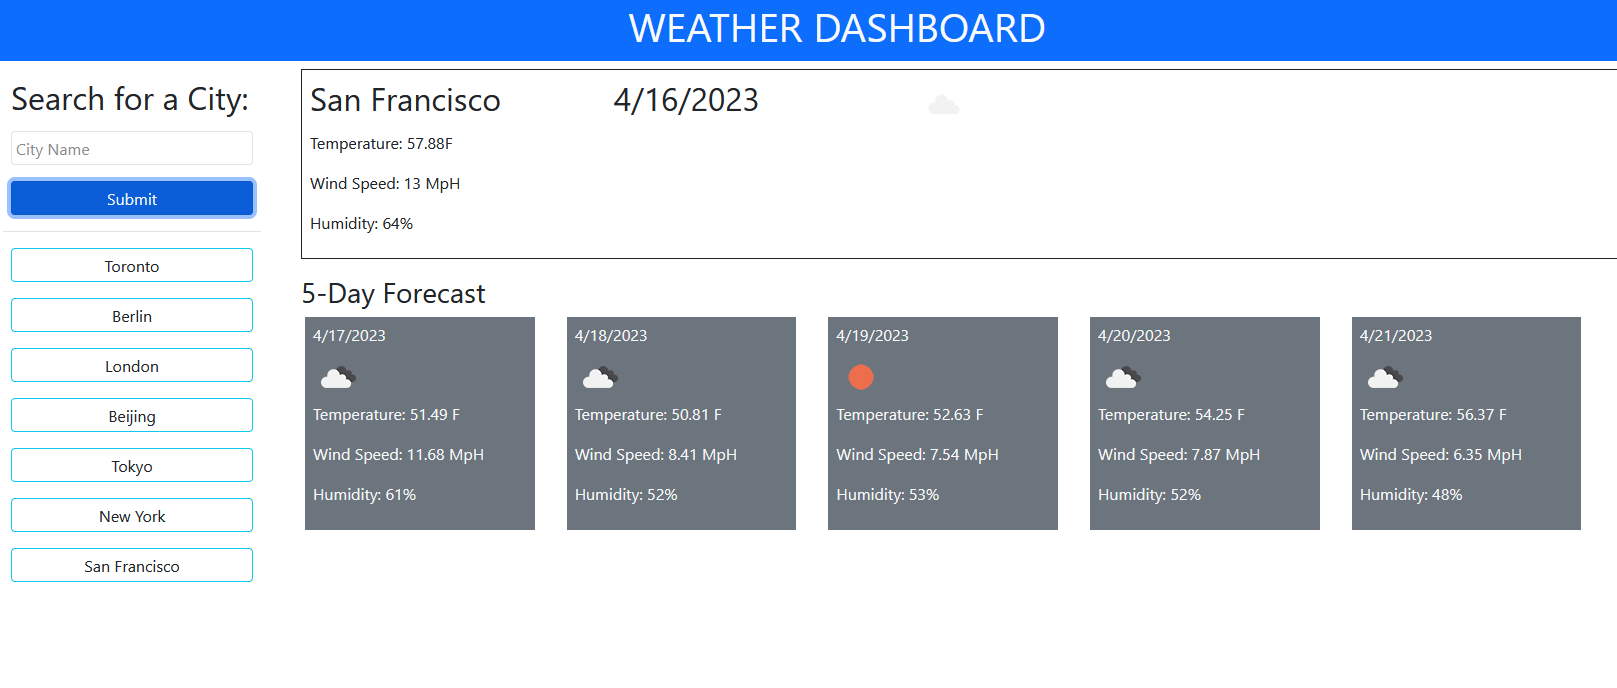 WEATHER DASHBOARD
Search for a City:
City Name
Submit
Toronto
Berlin
London
Beijing
Tokyo
New York
San Francisco
San Francisco 4/16/2023
Temperature: 57.88F
Wind Speed: 13 MpH
Humidity: 64%
5-Day Forecast
4/17/2023
Temperature: 51.49 F
Wind Speed: 11.68 MpH
Humidity: 61%
4/18/2023
Temperature: 50.81 F
Wind Speed: 8.41 MpH
Humidity: 52%
4/19/2023
Temperature: 52.63 F
Wind Speed: 7.54 MpH
Humidity: 53%
4/20/2023
Temperature: 54.25 F
Wind Speed: 7.87 MpH
Humidity: 52%
4/21/2023
Temperature: 56.37 F
Wind Speed: 6.35 MpH
Humidity: 48%